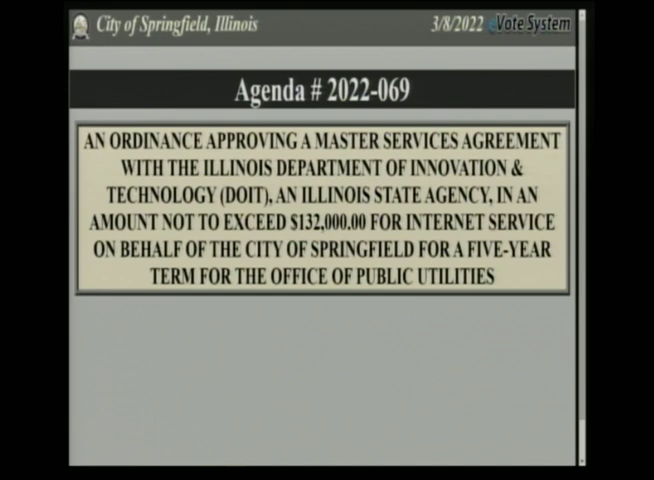 City of Springfield, Illinois 3/8/2022 eVote System
Agenda # 2022-069
AN ORDINANCE APPROVING A MASTER SERVICES AGREEMENT
WITH THE ILLINOIS DEPARTMENT OF INNOVATION &
TECHNOLOGY (DOIT), AN ILLINOIS STATE AGENCY, IN AN
AMOUNT NOT TO EXCEED $132,000.00 FOR INTERNET SERVICE
ON BEHALF OF THE CITY OF SPRINGFIELD FOR A FIVE-YEAR
TERM FOR THE OFFICE OF PUBLIC UTILITIES